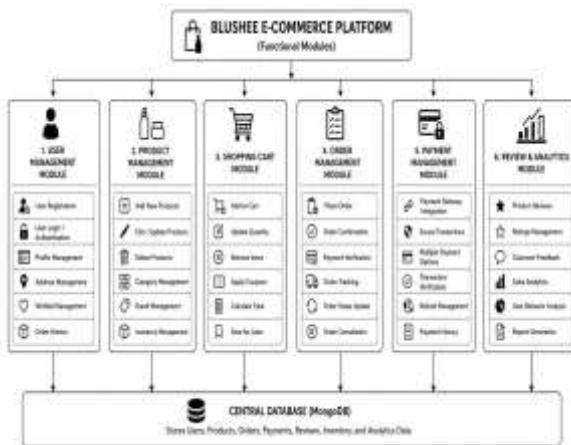 BLUSHEE E-COMMERCE PLATFORM
(Functional Modules)
1. USER
MANAGEMENT
MODULE
User Registration
User Login /
Authentication
Profile Management
Address Management
Wishlist Management
Order History
2. PRODUCT
MANAGEMENT
MODULE
Add New Products
Edit / Update Products
Delete Products
Category Management
Brand Management
Inventory Management
3. SHOPPING CART
MODULE
Add to Cart
Update Quantity
Remove Items
Apply Coupons
Calculate Total
Save for Later
4. ORDER
MANAGEMENT
MODULE
Place Order
Order Confirmation
Payment Verification
Order Tracking
Order Status Update
Order Cancellation
5. PAYMENT
MANAGEMENT
MODULE
Payment Gateway
Integration
Secure Transactions
Multiple Payment
Options
Transaction
Verification
Refund Management
Payment History
6. REVIEW & ANALYTICS
MODULE
Product Reviews
Ratings Management
Customer Feedback
Sales Analytics
User Behavior Analysis
Report Generation
CENTRAL DATABASE (MongoDB)
Stores Users, Products, Orders, Payments, Reviews, Inventory, and Analytics Data